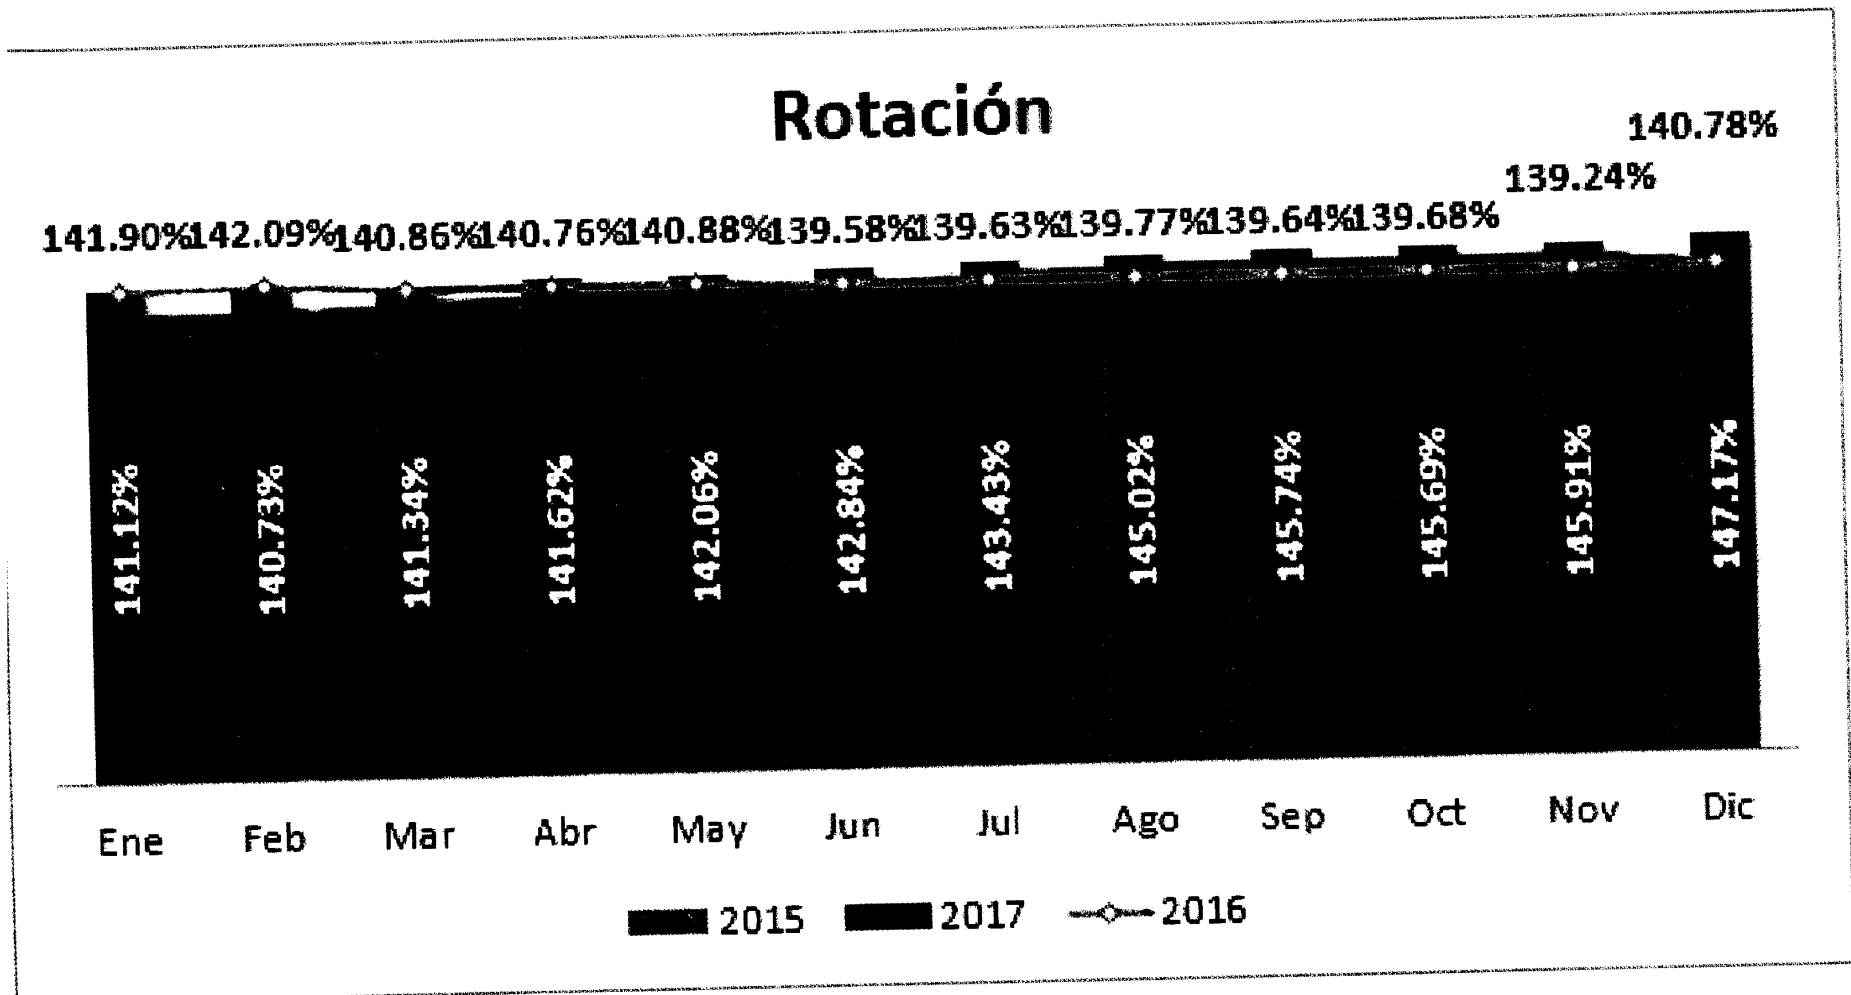 Rotación
140.78%
139.24%
141.90% 142.09% 140.86% 140.76% 140.88% 139.58% 139.63% 139.77% 139.64% 139.68%
141.12% 140.73% 141.34% 141.62% 142.06% 142.84% 143.43% 145.02% 145.74% 145.69% 145.91% 147.17%
Ene Feb Mar Abr May Jun Jul Ago Sep Oct Nov Dic
2015 2017 2016